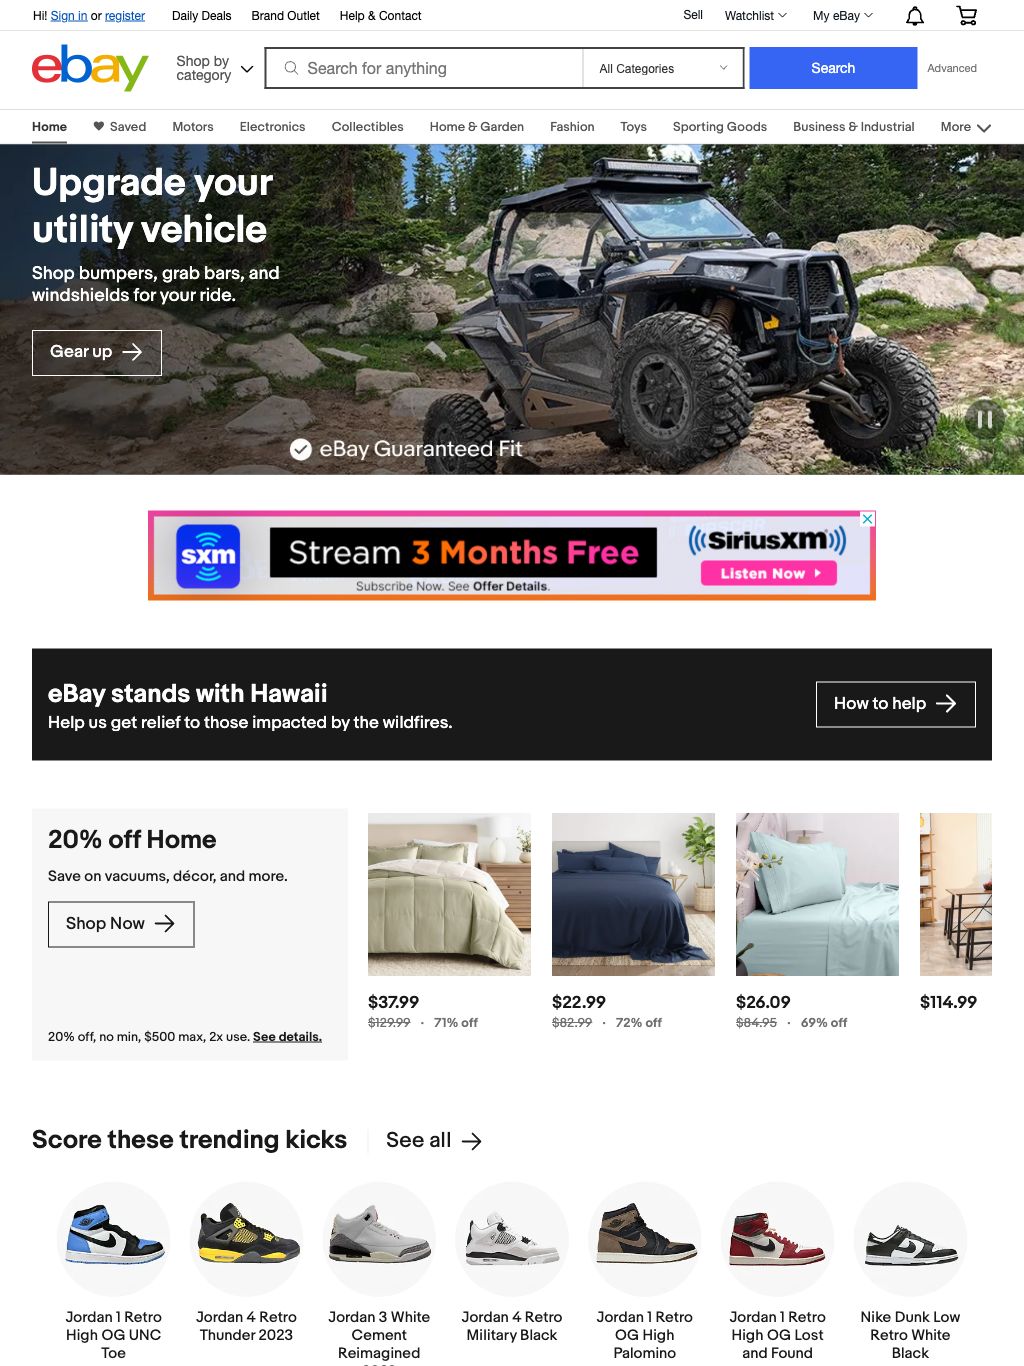 Hi! Sign in or register
Daily Deals
Brand Outlet
Help & Contact
Sell
Watchlist
My eBay
ebay
Shop by
category
Search for anything
All Categories
Search
Advanced
Home
Saved
Motors
Electronics
Collectibles
Home & Garden
Fashion
Toys
Sporting Goods
Business & Industrial
More
Upgrade your
utility vehicle
Shop bumpers, grab bars, and
windshields for your ride.
Gear up
eBay Guaranteed Fit
sxm
Stream 3 Months Free
Subscribe Now. See Offer Details.
SiriusXM
Listen Now
eBay stands with Hawaii
Help us get relief to those impacted by the wildfires.
How to help
20% off Home
Save on vacuums, décor, and more.
Shop Now
20% off, no min, $500 max, 2x use. See details.
$37.99
$129.99 · 71% off
$22.99
$82.99 · 72% off
$26.09
$84.95 · 69% off
$114.99
Score these trending kicks
See all
Jordan 1 Retro
High OG UNC
Toe
Jordan 4 Retro
Thunder 2023
Jordan 3 White
Cement
Reimagined
Jordan 4 Retro
Military Black
Jordan 1 Retro
OG High
Palomino
Jordan 1 Retro
High OG Lost
and Found
Nike Dunk Low
Retro White
Black